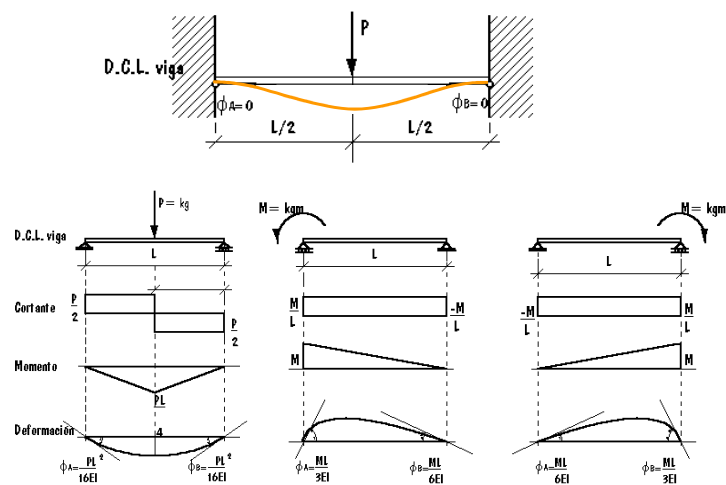 P
D.C.L. viga
ϕA=0
ϕB=0
L/2
L/2
P= kg
M= kgm
M= kgm
D.C.L. viga
L
L
L
Cortante
P/2
P/2
M/L
-M/L
-M/L
M/L
Momento
PL
M
M
Deformación
4
ϕA=PL²/16EI
ϕB=PL²/16EI
ϕA=ML/3EI
ϕB=ML/6EI
ϕA=ML/6EI
ϕB=ML/3EI